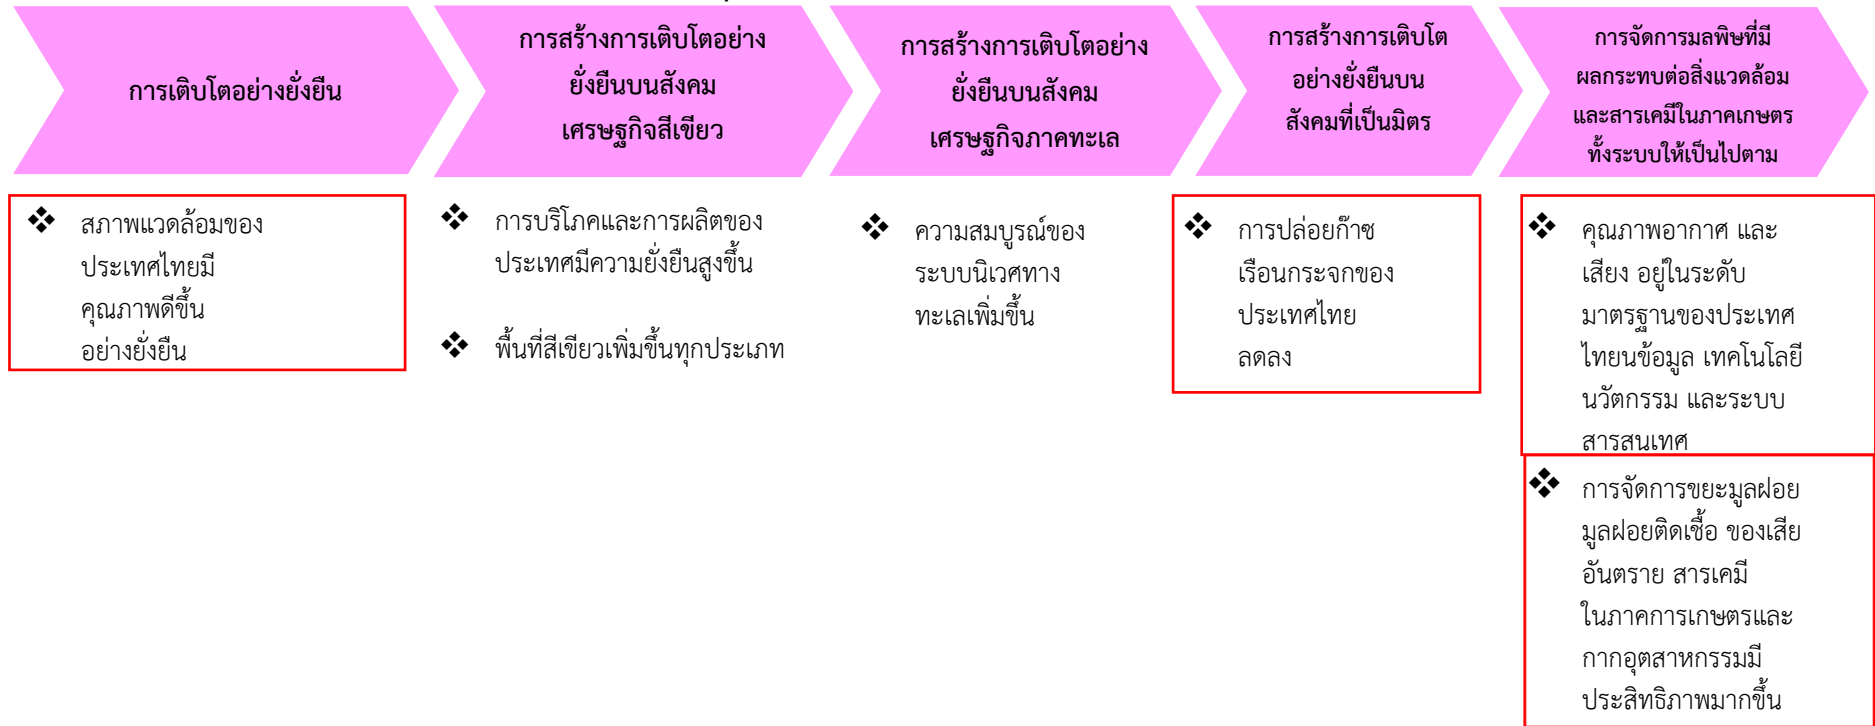 การเติบโตอย่างยั่งยืน
การสร้างการเติบโตอย่าง
ยั่งยืนบนสังคม
เศรษฐกิจสีเขียว
การสร้างการเติบโตอย่าง
ยั่งยืนบนสังคม
เศรษฐกิจภาคทะเล
การสร้างการเติบโต
อย่างยั่งยืนบน
สังคมที่เป็นมิตร
การจัดการมลพิษที่มี
ผลกระทบต่อสิ่งแวดล้อม
และสารเคมีในภาคเกษตร
ทั้งระบบให้เป็นไปตาม
❖ สภาพแวดล้อมของ
ประเทศไทยมี
คุณภาพดีขึ้น
อย่างยั่งยืน
❖ การบริโภคและการผลิตของ
ประเทศมีความยั่งยืนสูงขึ้น
❖ พื้นที่สีเขียวเพิ่มขึ้นทุกประเภท
❖ ความสมบูรณ์ของ
ระบบนิเวศทาง
ทะเลเพิ่มขึ้น
❖ การปล่อยก๊าซ
เรือนกระจกของ
ประเทศไทย
ลดลง
❖ คุณภาพอากาศ และ
เสียง อยู่ในระดับ
มาตรฐานของประเทศ
ไทยนข้อมูล เทคโนโลยี
นวัตกรรม และระบบ
สารสนเทศ
❖ การจัดการขยะมูลฝอย
มูลฝอยติดเชื้อ ของเสีย
อันตราย สารเคมี
ในภาคการเกษตรและ
กากอุตสาหกรรมมี
ประสิทธิภาพมากขึ้น